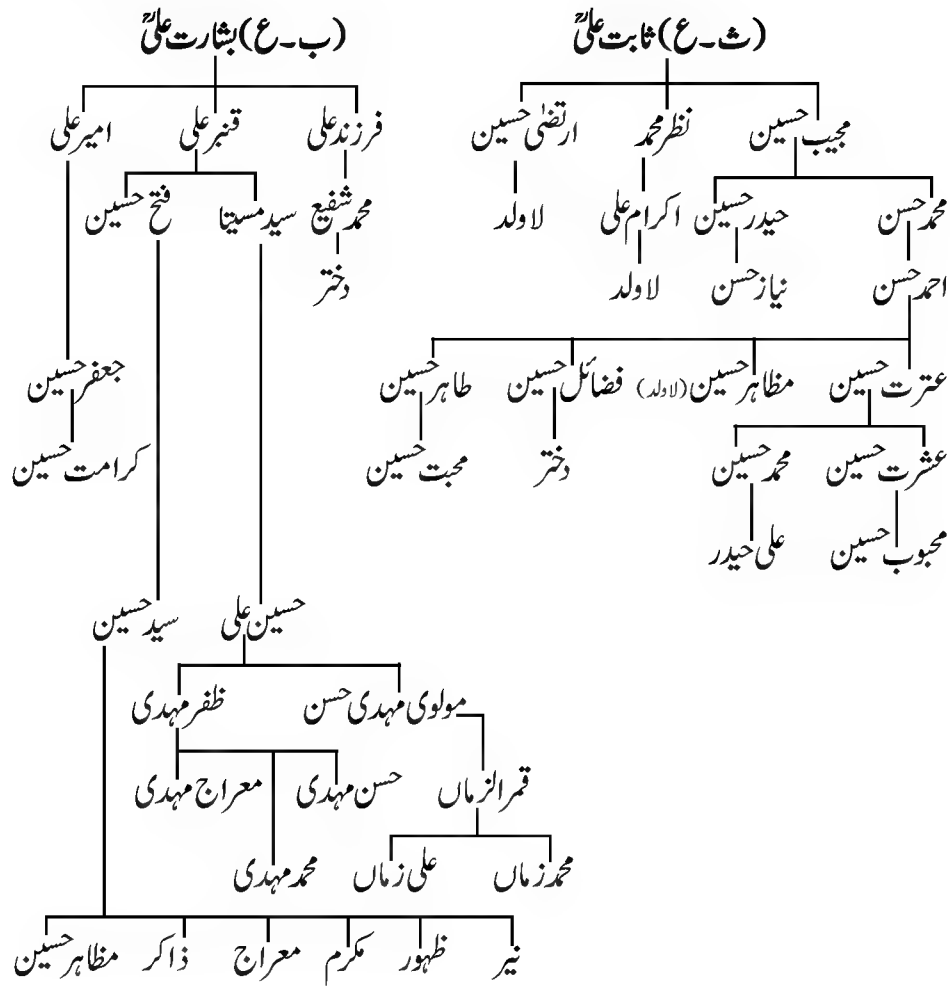 (ث۔ع) ثابت علیؒ (ب۔ع) بشارت علیؒ
مجیب حسین نظر محمد ارتضیٰ حسین فرزند علی قنبر علی امیر علی
محمد حسن حیدر حسین اکرام علی لاولد محمد شفیع سید مسیتا فتح حسین
احمد حسن نیاز حسن لاولد دختر
عترت حسین مظاہر حسین (لاولد) فضائل حسین طاہر حسین جعفر حسین
عشرت حسین محمد حسین دختر محبت حسین کرامت حسین
محبوب حسین علی حیدر
حسین علی سید حسین
مولوی مہدی حسن ظفر مہدی
قمر الزماں حسن مہدی معراج مہدی
محمد زماں علی زماں محمد مہدی
نیر ظہور مکرم معراج ذاکر مظاہر حسین